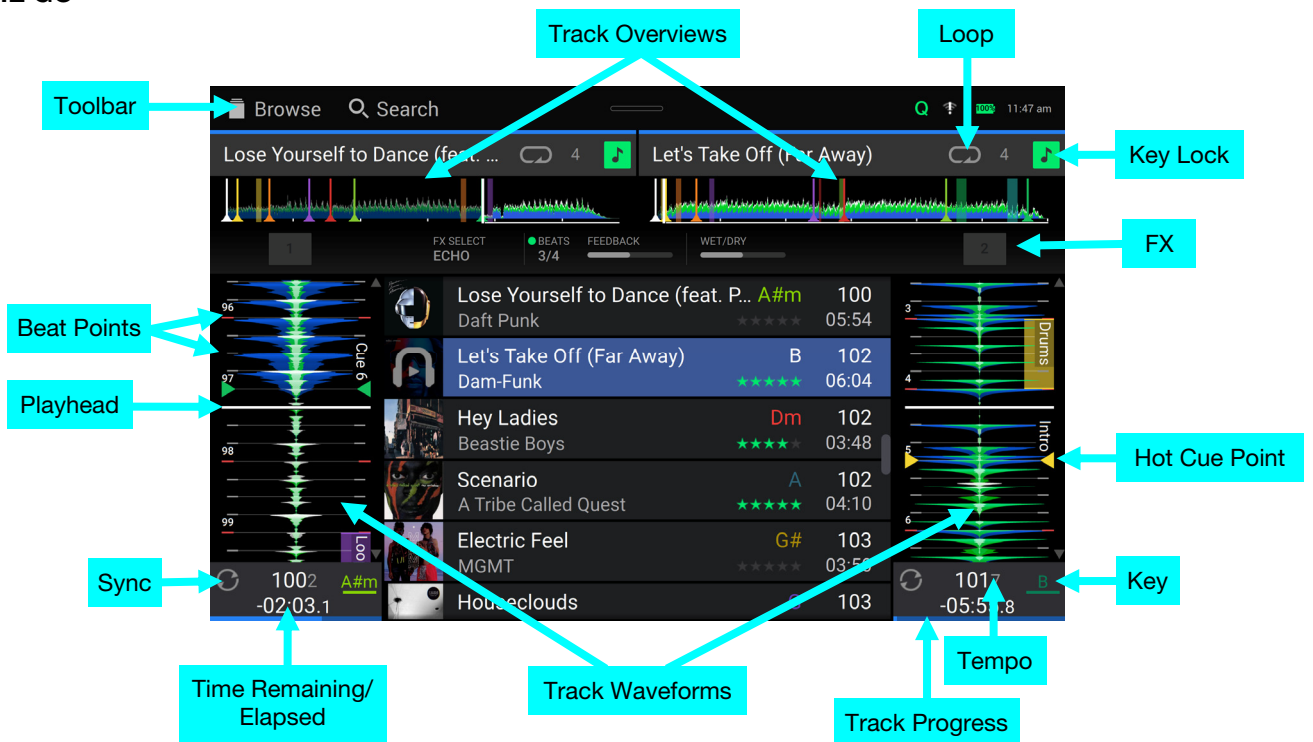 Track Overviews
Loop
Toolbar
Browse
Search
Q
100%
11:47 am
Lose Yourself to Dance (feat. ...
4
Let's Take Off (Far Away)
4
Key Lock
1
FX SELECT
ECHO
BEATS
3/4
FEEDBACK
WET/DRY
2
FX
Beat Points
Playhead
96
Cue 6
97
98
99
Loo
Lose Yourself to Dance (feat. P... A#m 100
Daft Punk ★★★★★ 05:54
Let's Take Off (Far Away) B 102
Dam-Funk ★★★★★ 06:04
Hey Ladies Dm 102
Beastie Boys ★★★★★ 03:48
Scenario A 102
A Tribe Called Quest ★★★★★ 04:10
Electric Feel G# 103
MGMT ★★★★★
Houseclouds 103
3
Drums
4
Intro
5
6
Hot Cue Point
Sync
1002 A#m
-02:03.1
101 B
Key
Time Remaining/
Elapsed
Track Waveforms
Tempo
Track Progress